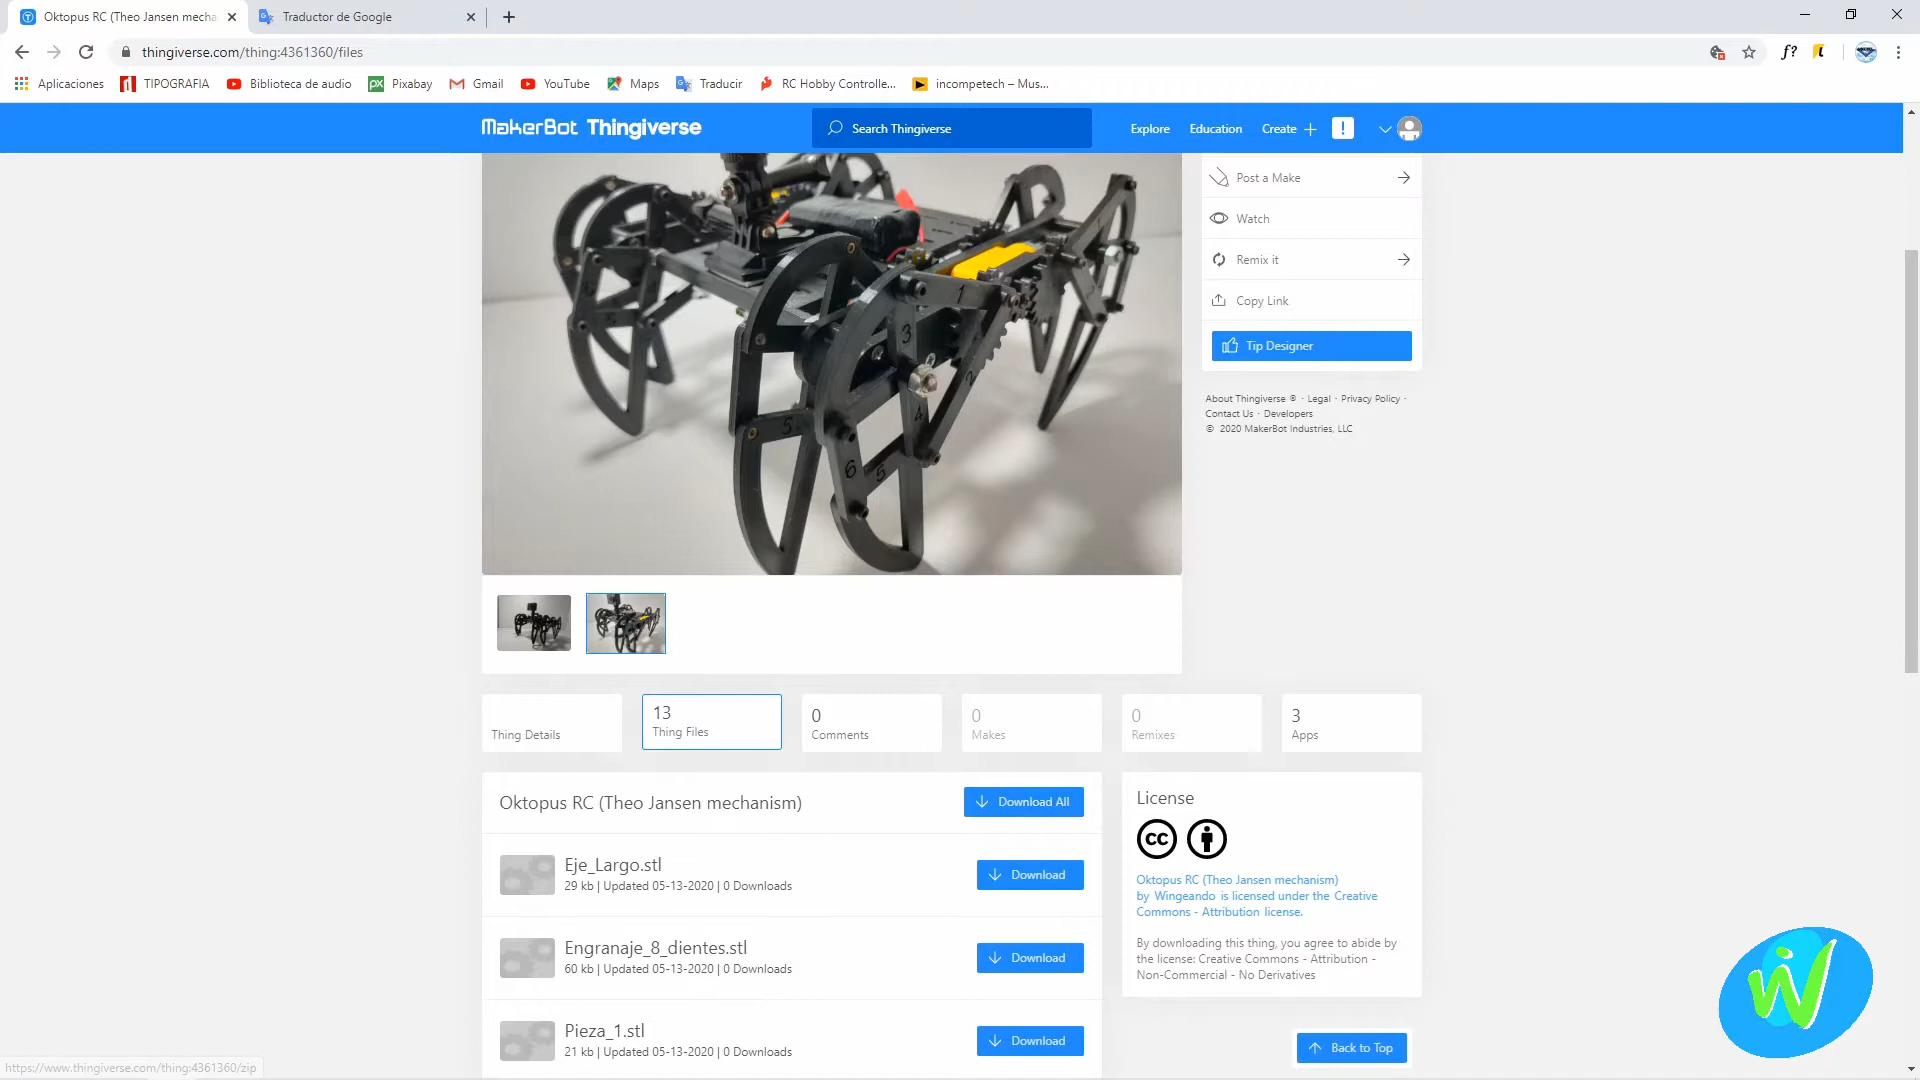 Oktopus RC (Theo Jansen mecha
Traductor de Google
thingiverse.com/thing:4361360/files
Aplicaciones
TIPOGRAFIA
Biblioteca de audio
Pixabay
Gmail
YouTube
Maps
Traducir
RC Hobby Controlle...
incompetech – Mus...
MakerBot Thingiverse
Search Thingiverse
Explore
Education
Create
Post a Make
Watch
Remix it
Copy Link
Tip Designer
About Thingiverse ® · Legal · Privacy Policy ·
Contact Us · Developers
© 2020 MakerBot Industries, LLC
1
3
2
4
5
6
5
Thing Details
13
Thing Files
0
Comments
0
Makes
0
Remixes
3
Apps
Oktopus RC (Theo Jansen mechanism)
Download All
Eje_Largo.stl
29 kb | Updated 05-13-2020 | 0 Downloads
Download
Engranaje_8_dientes.stl
60 kb | Updated 05-13-2020 | 0 Downloads
Download
Pieza_1.stl
21 kb | Updated 05-13-2020 | 0 Downloads
Download
License
cc
Oktopus RC (Theo Jansen mechanism)
by Wingeando is licensed under the Creative
Commons - Attribution license.
By downloading this thing, you agree to abide by
the license: Creative Commons - Attribution -
Non-Commercial - No Derivatives
Back to Top
https://www.thingiverse.com/thing:4361360/zip